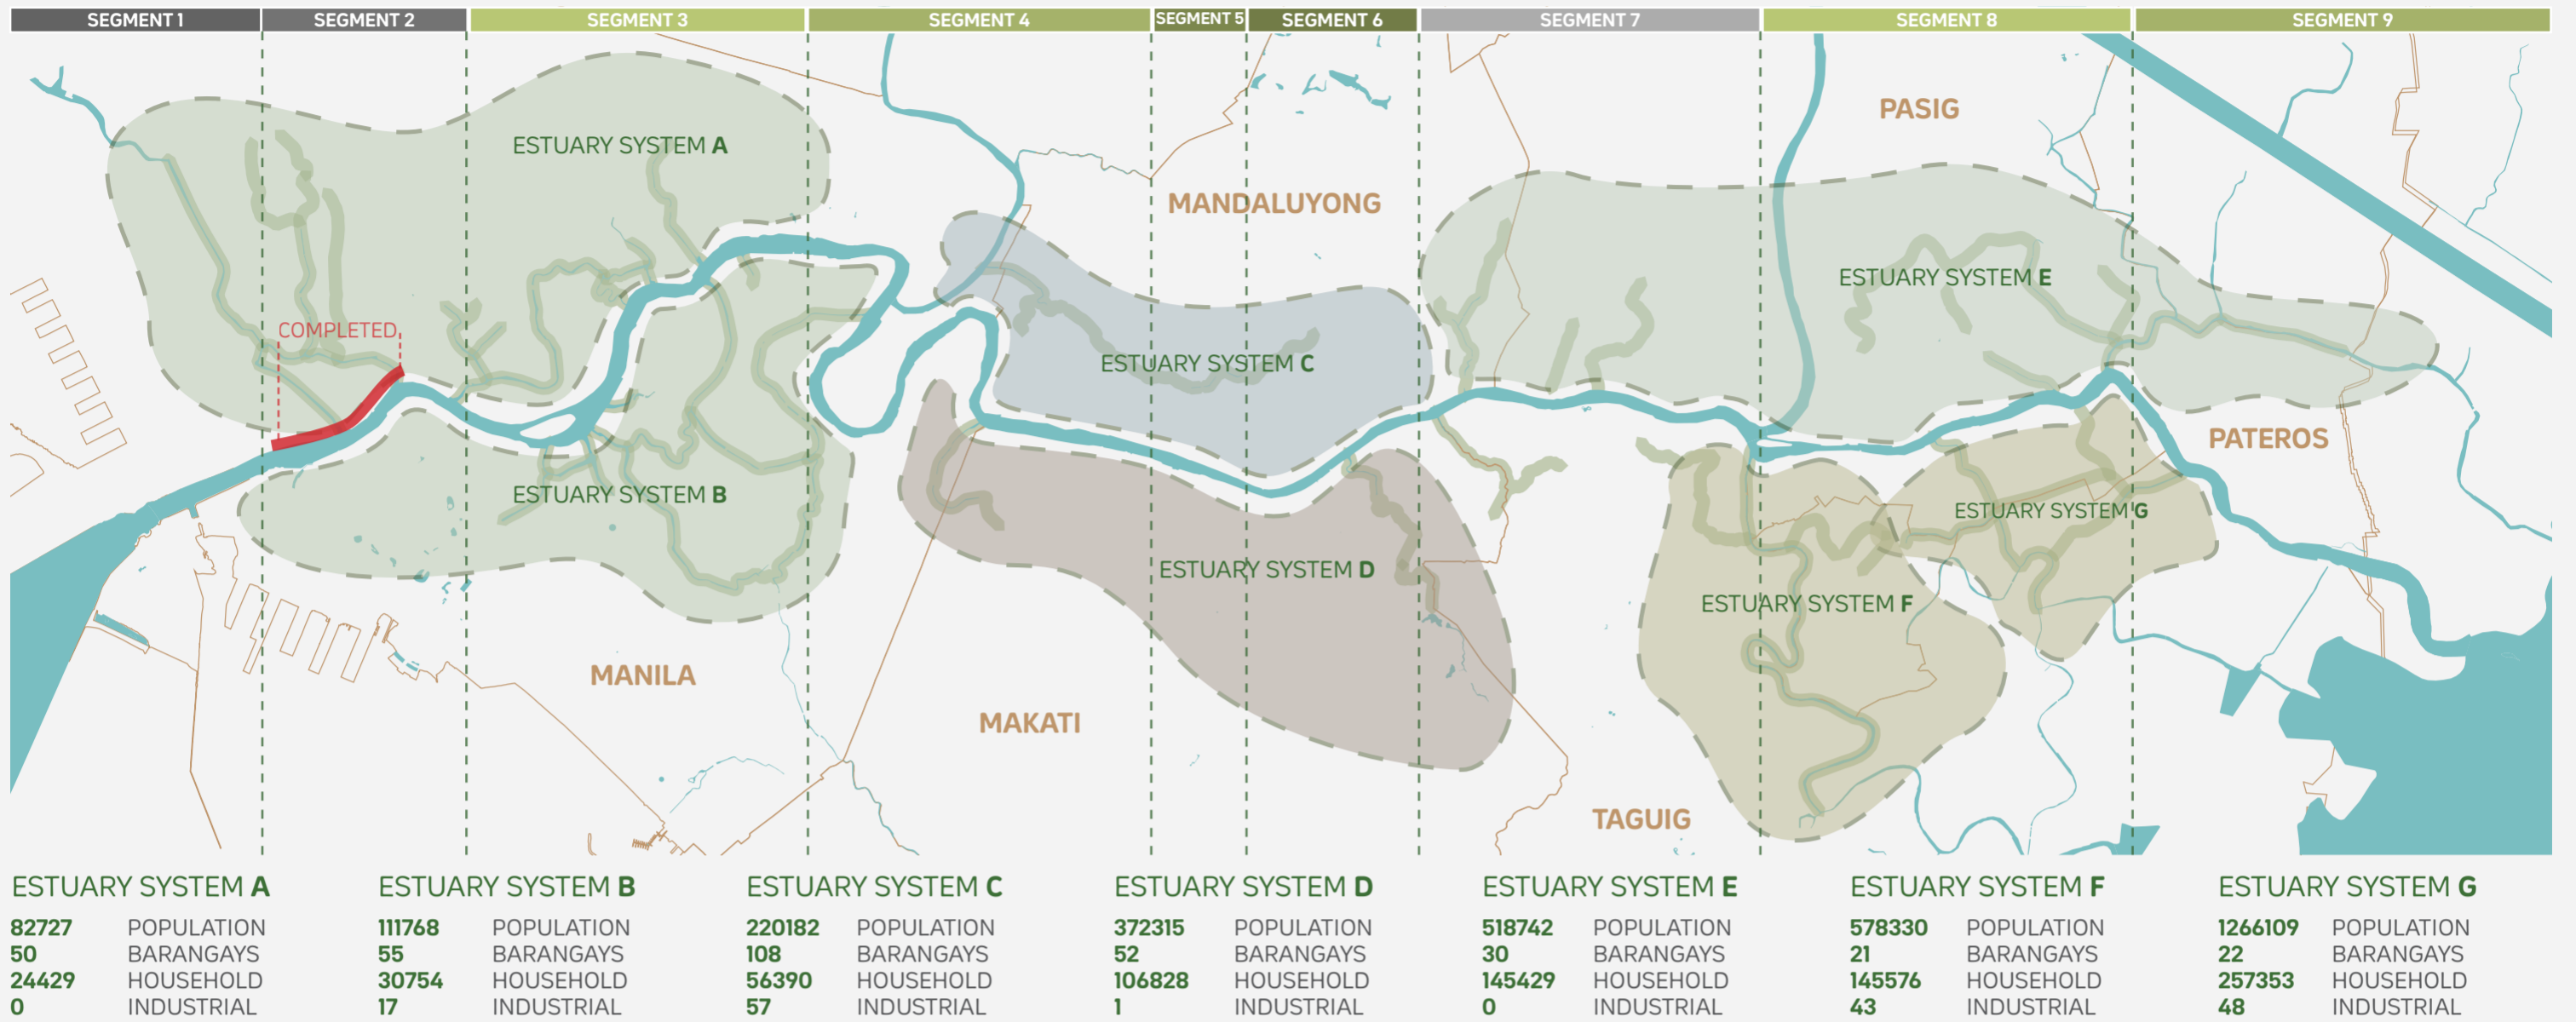 SEGMENT 1 SEGMENT 2 SEGMENT 3 SEGMENT 4 SEGMENT 5 SEGMENT 6 SEGMENT 7 SEGMENT 8 SEGMENT 9
PASIG
ESTUARY SYSTEM A
MANDALUYONG
ESTUARY SYSTEM E
COMPLETED
ESTUARY SYSTEM C
PATEROS
ESTUARY SYSTEM B
ESTUARY SYSTEM G
ESTUARY SYSTEM D
ESTUARY SYSTEM F
MANILA
MAKATI
TAGUIG
ESTUARY SYSTEM A
82727 POPULATION
50 BARANGAYS
24429 HOUSEHOLD
0 INDUSTRIAL
ESTUARY SYSTEM B
111768 POPULATION
55 BARANGAYS
30754 HOUSEHOLD
17 INDUSTRIAL
ESTUARY SYSTEM C
220182 POPULATION
108 BARANGAYS
56390 HOUSEHOLD
57 INDUSTRIAL
ESTUARY SYSTEM D
372315 POPULATION
52 BARANGAYS
106828 HOUSEHOLD
1 INDUSTRIAL
ESTUARY SYSTEM E
518742 POPULATION
30 BARANGAYS
145429 HOUSEHOLD
0 INDUSTRIAL
ESTUARY SYSTEM F
578330 POPULATION
21 BARANGAYS
145576 HOUSEHOLD
43 INDUSTRIAL
ESTUARY SYSTEM G
1266109 POPULATION
22 BARANGAYS
257353 HOUSEHOLD
48 INDUSTRIAL